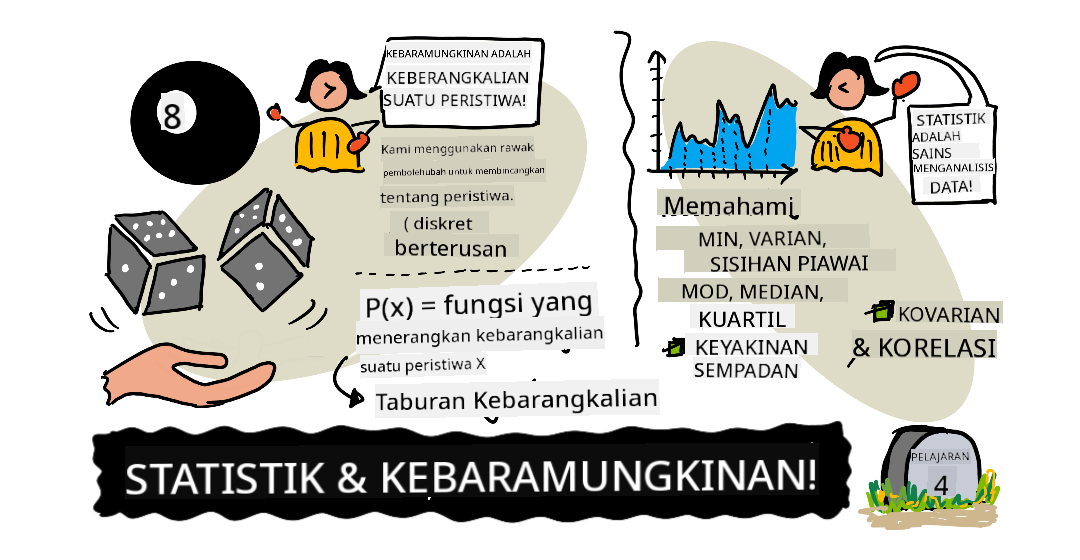 8
KEBARAMUNGKINAN ADALAH
KEBERANGKALIAN
SUATU PERISTIWA!
Kami menggunakan rawak
pembolehubah untuk membincangkan
tentang peristiwa.
( diskret
berterusan
P(x) = fungsi yang
menerangkan kebarangkalian
suatu peristiwa X
Taburan Kebarangkalian
STATISTIK
ADALAH
SAINS
MENGANALISIS
DATA!
Memahami
MIN, VARIAN,
SISIHAN PIAWAI
MOD, MEDIAN,
KUARTIL
KEYAKINAN
SEMPADAN
KOVARIAN
& KORELASI
STATISTIK & KEBARAMUNGKINAN!
PELAJARAN
4